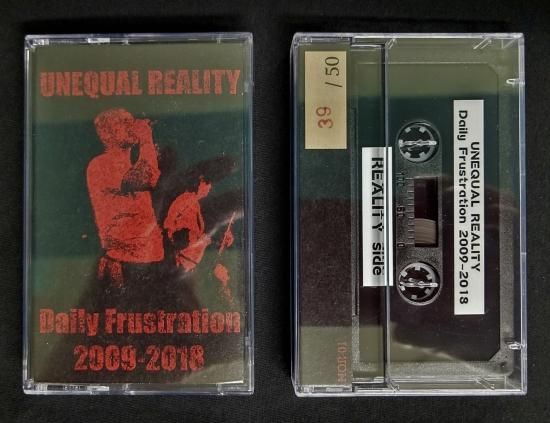 UNEQUAL REALITY
Daily Frustration
2009-2018
39 / 50
UNEQUAL REALITY
Daily Frustration 2009-2018
REALITY side